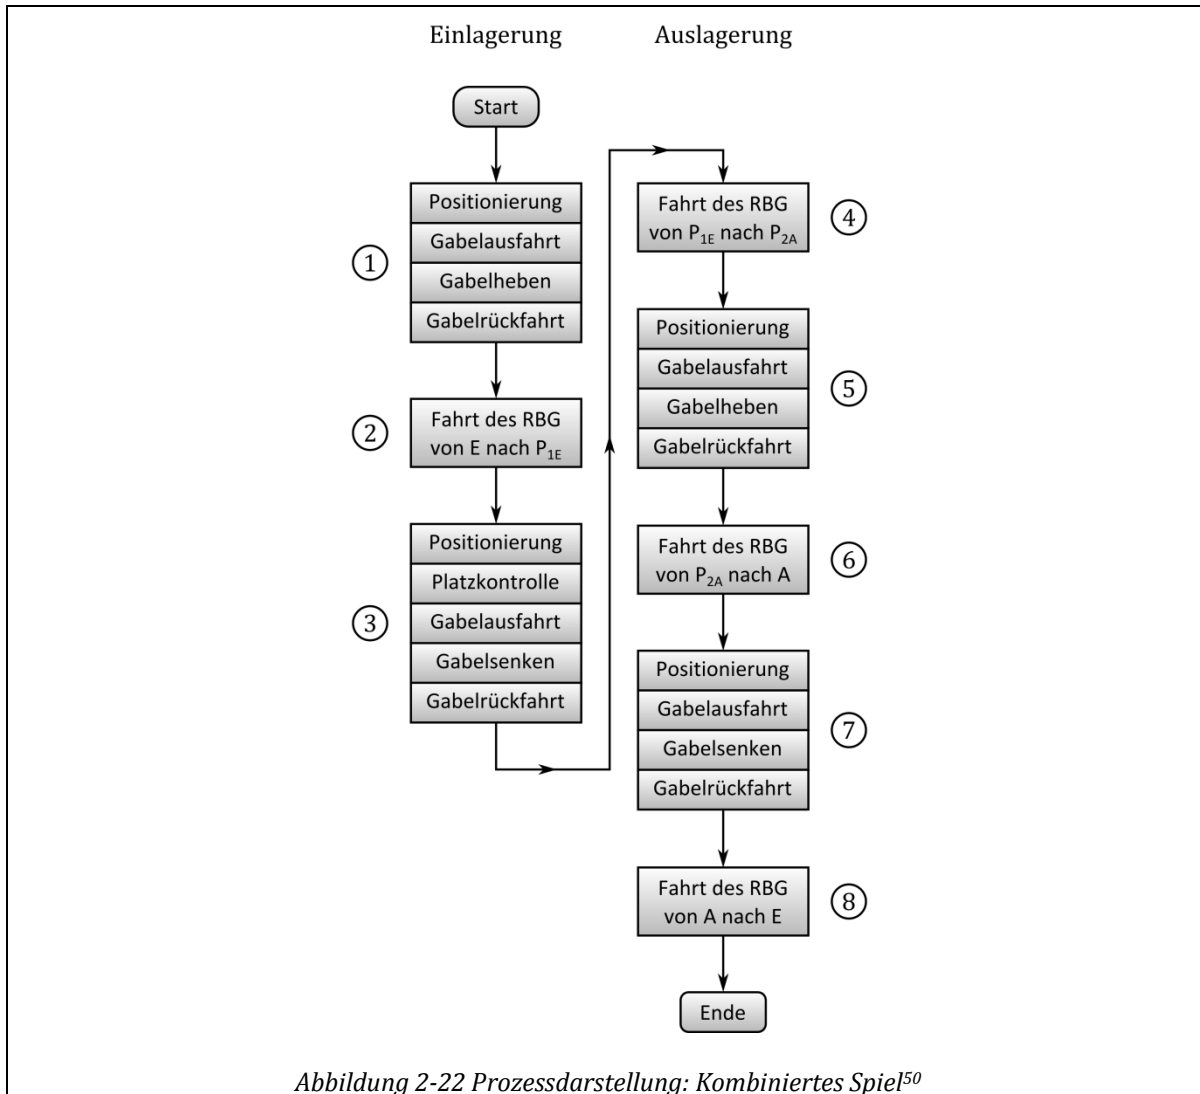 Einlagerung
Auslagerung
Start
Positionierung
Gabelausfahrt
Gabelheben
Gabelrückfahrt
1
Fahrt des RBG
von E nach P1E
2
Positionierung
Platzkontrolle
Gabelausfahrt
Gabelsenken
Gabelrückfahrt
3
Fahrt des RBG
von P1E nach P2A
4
Positionierung
Gabelausfahrt
Gabelheben
Gabelrückfahrt
5
Fahrt des RBG
von P2A nach A
6
Positionierung
Gabelausfahrt
Gabelsenken
Gabelrückfahrt
7
Fahrt des RBG
von A nach E
8
Ende
Abbildung 2-22 Prozessdarstellung: Kombiniertes Spiel50